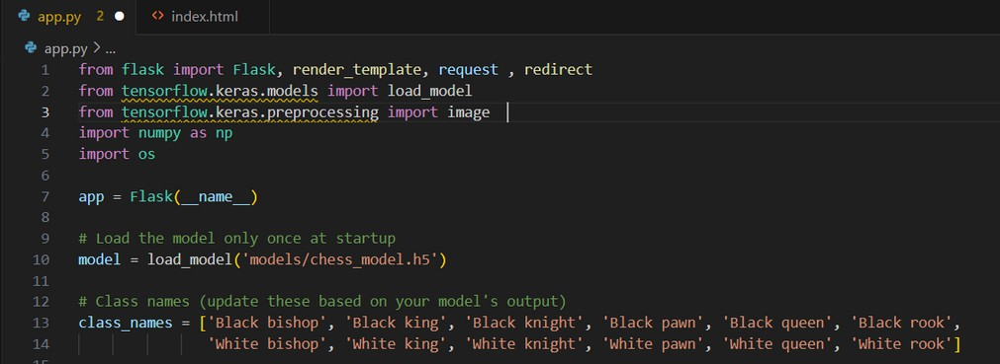 app.py 2 index.html
app.py > ...
1 from flask import Flask, render_template, request , redirect
2 from tensorflow.keras.models import load_model
3 from tensorflow.keras.preprocessing import image
4 import numpy as np
5 import os
6
7 app = Flask(__name__)
8
9 # Load the model only once at startup
10 model = load_model('models/chess_model.h5')
11
12 # Class names (update these based on your model's output)
13 class_names = ['Black bishop', 'Black king', 'Black knight', 'Black pawn', 'Black queen', 'Black rook',
14 'White bishop', 'White king', 'White knight', 'White pawn', 'White queen', 'White rook']